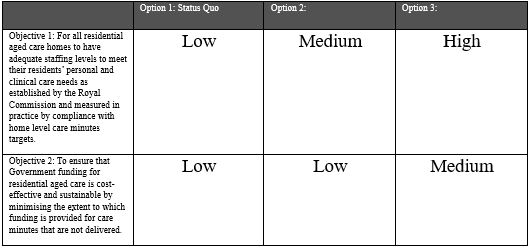 Option 1: Status Quo Option 2: Option 3:
Objective 1: For all residential
aged care homes to have
adequate staffing levels to meet
their residents' personal and
clinical care needs as
established by the Royal
Commission and measured in
practice by compliance with
home level care minutes
targets.
Low Medium High
Objective 2: To ensure that
Government funding for
residential aged care is cost-
effective and sustainable by
minimising the extent to which
funding is provided for care
minutes that are not delivered.
Low Low Medium